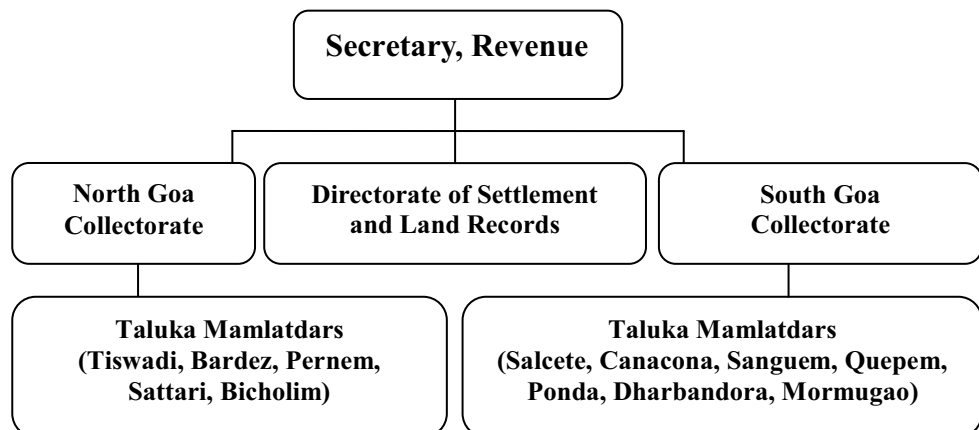 Secretary, Revenue
North Goa
Collectorate
Directorate of Settlement
and Land Records
South Goa
Collectorate
Taluka Mamlatdars
(Tiswadi, Bardez, Pernem,
Sattari, Bicholim)
Taluka Mamlatdars
(Salcete, Canacona, Sanguem, Quepem,
Ponda, Dharbandora, Mormugao)